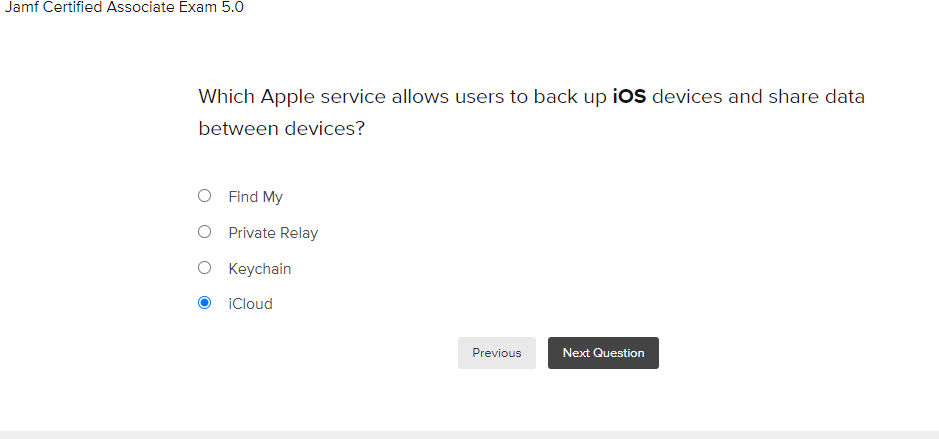 Jamf Certified Associate Exam 5.0
Which Apple service allows users to back up iOS devices and share data
between devices?
Find My
Private Relay
Keychain
iCloud
Previous
Next Question